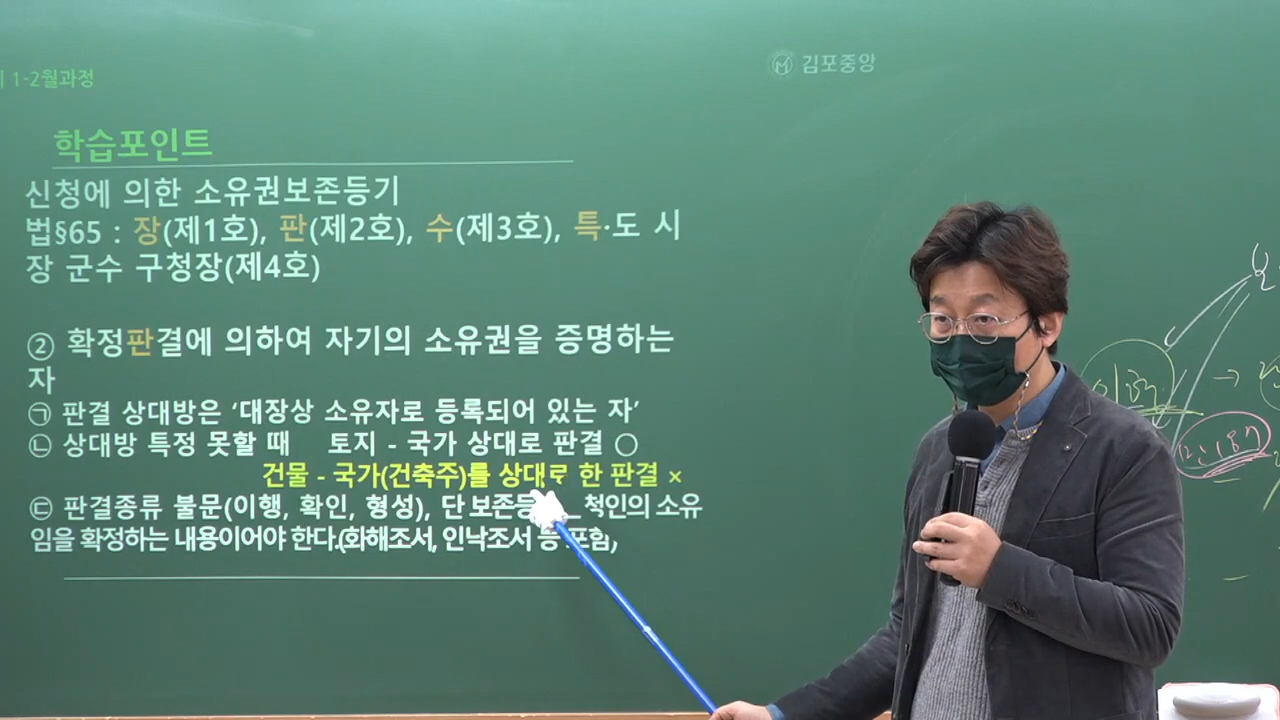 1-2월과정
김포중앙
학습포인트
신청에 의한 소유권보존등기
법§65 : 장(제1호), 판(제2호), 수(제3호), 특·도 시
장 군수 구청장(제4호)
② 확정판결에 의하여 자기의 소유권을 증명하는
자
㉠ 판결 상대방은 ‘대장상 소유자로 등록되어 있는 자’
㉡ 상대방 특정 못할 때 토지 - 국가 상대로 판결 ○
건물 - 국가(건축주)를 상대로 한 판결 ×
㉢ 판결종류 불문(이행, 확인, 형성), 단 보존등 청인의 소유
임을 확정하는 내용이어야 한다.(화해조서, 인낙조서 등 포함,